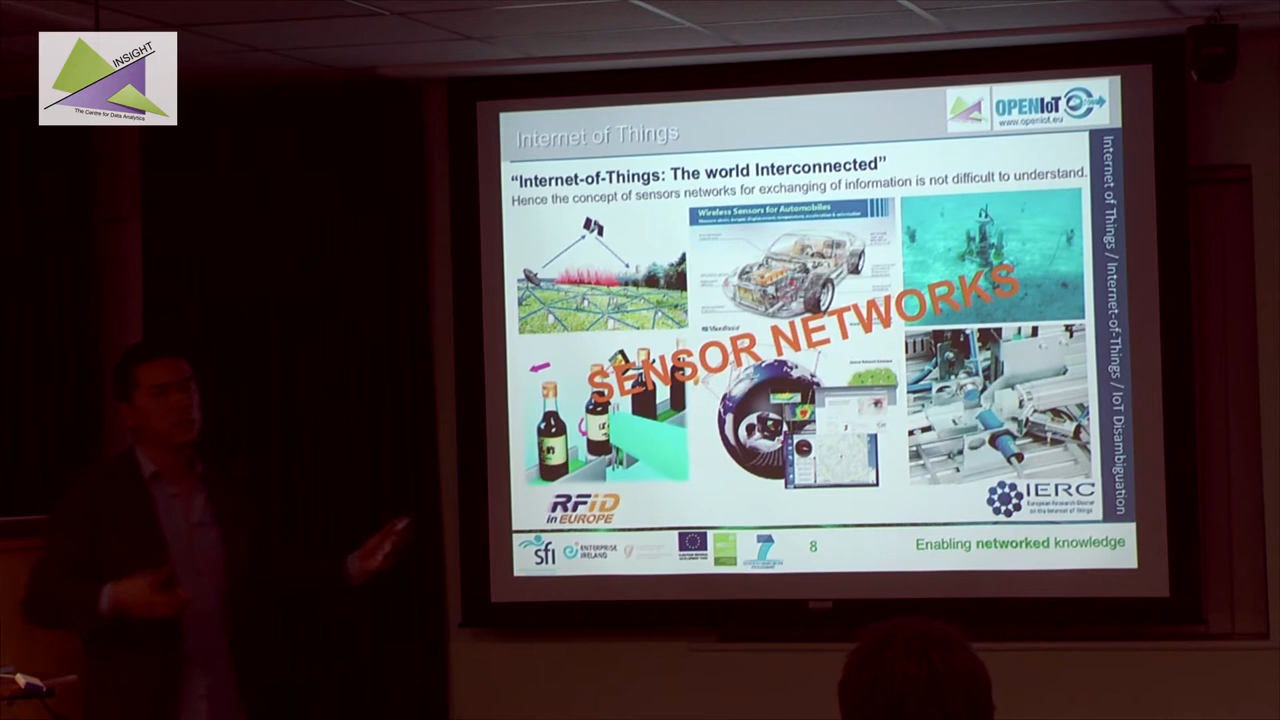 INSIGHT
The Centre for Data Analytics
Internet of Things
OPENIoT
www.openiot.eu
"Internet-of-Things: The world Interconnected"
Hence the concept of sensors networks for exchanging of information is not difficult to understand.
Wireless Sensors for Automobiles
SENSOR NETWORKS
RFiD
in EUROPE
IERC
European Research Cluster
on the Internet of Things
Internet of Things / Internet-of-Things / IoT Disambiguation
sfi
ENTERPRISE
IRELAND
7
8
Enabling networked knowledge